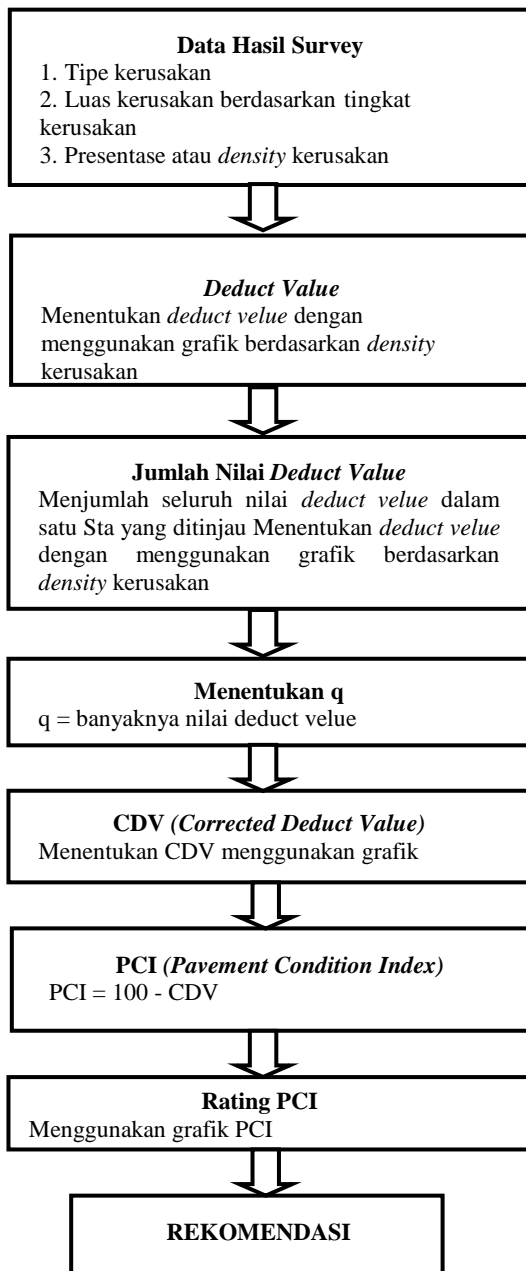 Data Hasil Survey
1. Tipe kerusakan
2. Luas kerusakan berdasarkan tingkat
kerusakan
3. Presentase atau density kerusakan
Deduct Value
Menentukan deduct velue dengan
menggunakan grafik berdasarkan density
kerusakan
Jumlah Nilai Deduct Value
Menjumlah seluruh nilai deduct velue dalam
satu Sta yang ditinjau Menentukan deduct velue
dengan menggunakan grafik berdasarkan
density kerusakan
Menentukan q
q = banyaknya nilai deduct velue
CDV (Corrected Deduct Value)
Menentukan CDV menggunakan grafik
PCI (Pavement Condition Index)
PCI = 100 - CDV
Rating PCI
Menggunakan grafik PCI
REKOMENDASI